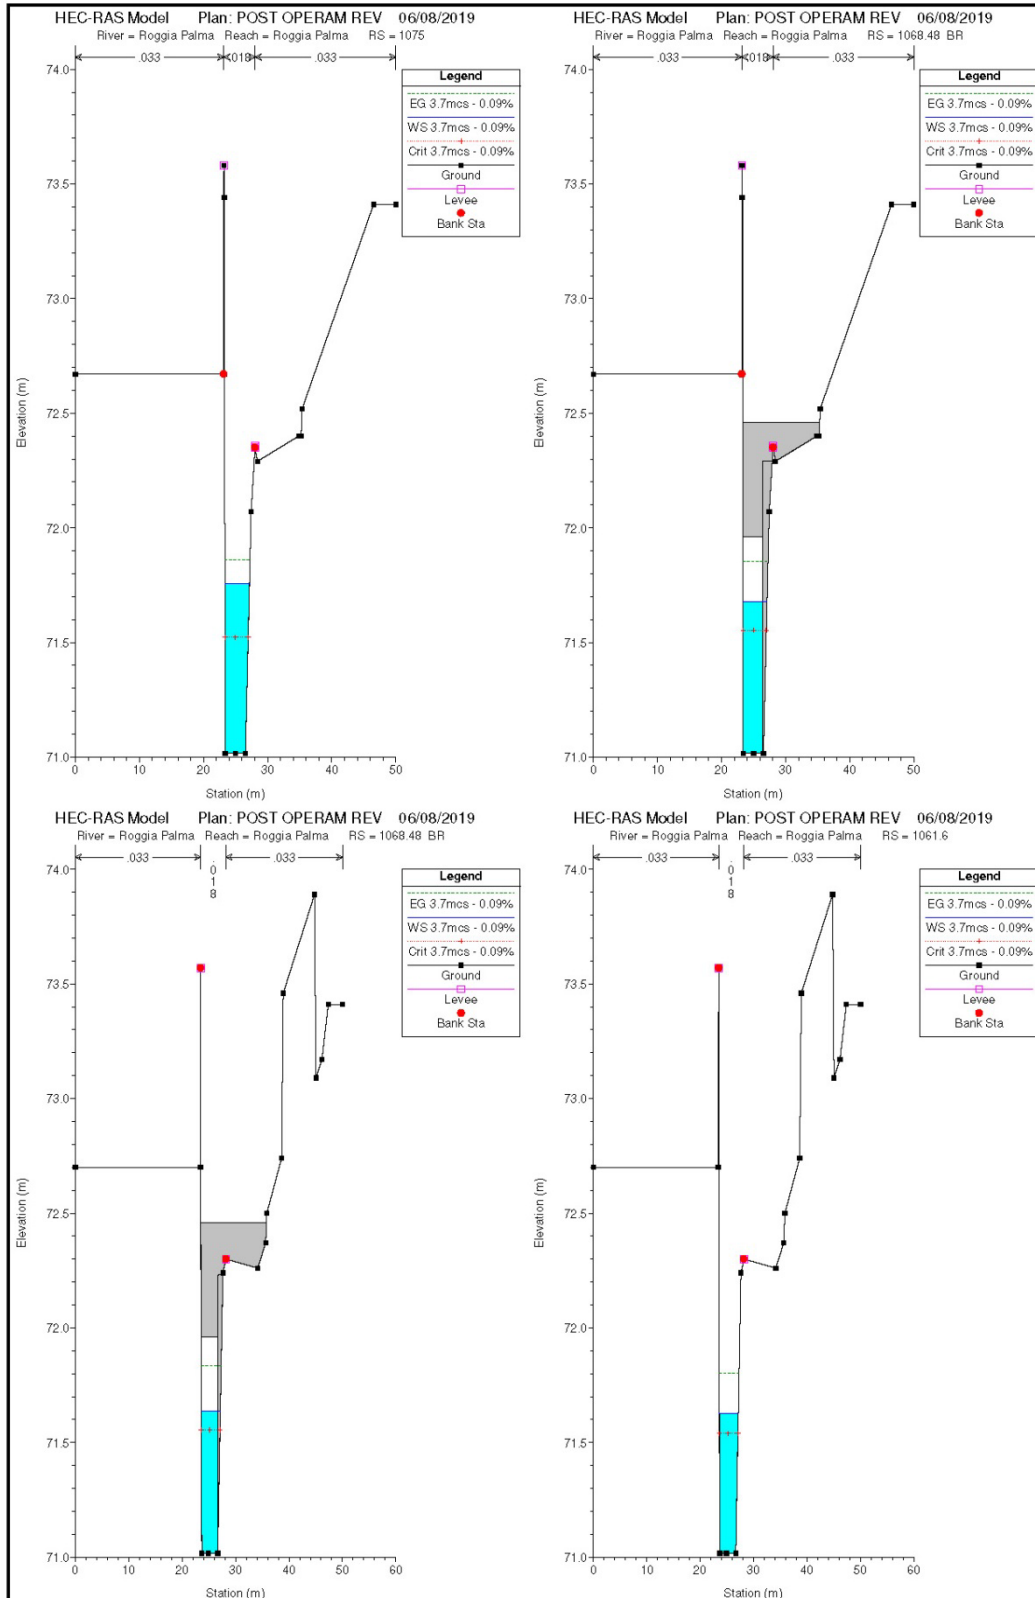 HEC-RAS Model Plan: POST OPERAM REV 06/08/2019
River = Roggia Palma Reach = Roggia Palma RS = 1075
.033
.018
.033
Legend
EG 3.7mcs - 0.09%
WS 3.7mcs - 0.09%
Crit 3.7mcs - 0.09%
Ground
Levee
Bank Sta
74.0
73.5
73.0
72.5
72.0
71.5
71.0
Elevation (m)
0 10 20 30 40 50
Station (m)
HEC-RAS Model Plan: POST OPERAM REV 06/08/2019
River = Roggia Palma Reach = Roggia Palma RS = 1068.48 BR
.033
.018
.033
Legend
EG 3.7mcs - 0.09%
WS 3.7mcs - 0.09%
Crit 3.7mcs - 0.09%
Ground
Levee
Bank Sta
74.0
73.5
73.0
72.5
72.0
71.5
71.0
Elevation (m)
0 10 20 30 40 50
Station (m)
HEC-RAS Model Plan: POST OPERAM REV 06/08/2019
River = Roggia Palma Reach = Roggia Palma RS = 1068.48 BR
.033
.
0
1
8
.033
Legend
EG 3.7mcs - 0.09%
WS 3.7mcs - 0.09%
Crit 3.7mcs - 0.09%
Ground
Levee
Bank Sta
74.0
73.5
73.0
72.5
72.0
71.5
71.0
Elevation (m)
0 10 20 30 40 50 60
Station (m)
HEC-RAS Model Plan: POST OPERAM REV 06/08/2019
River = Roggia Palma Reach = Roggia Palma RS = 1061.6
.033
.
0
1
8
.033
Legend
EG 3.7mcs - 0.09%
WS 3.7mcs - 0.09%
Crit 3.7mcs - 0.09%
Ground
Levee
Bank Sta
74.0
73.5
73.0
72.5
72.0
71.5
71.0
Elevation (m)
0 10 20 30 40 50 60
Station (m)